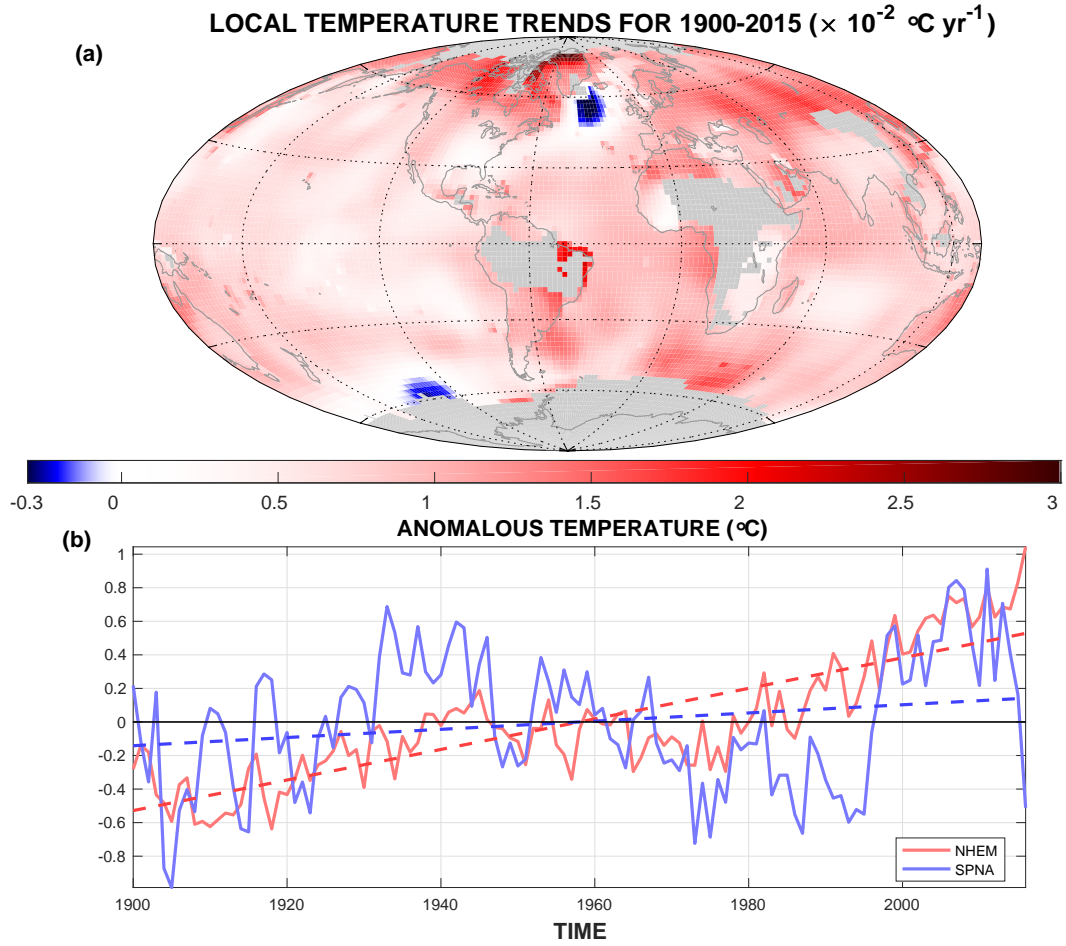 LOCAL TEMPERATURE TRENDS FOR 1900-2015 (× 10⁻² °C yr⁻¹)
(a)
-0.3 0 0.5 1 1.5 2 2.5 3
(b)
ANOMALOUS TEMPERATURE (°C)
1
0.8
0.6
0.4
0.2
0
-0.2
-0.4
-0.6
-0.8
NHEM
SPNA
1900 1920 1940 1960 1980 2000
TIME